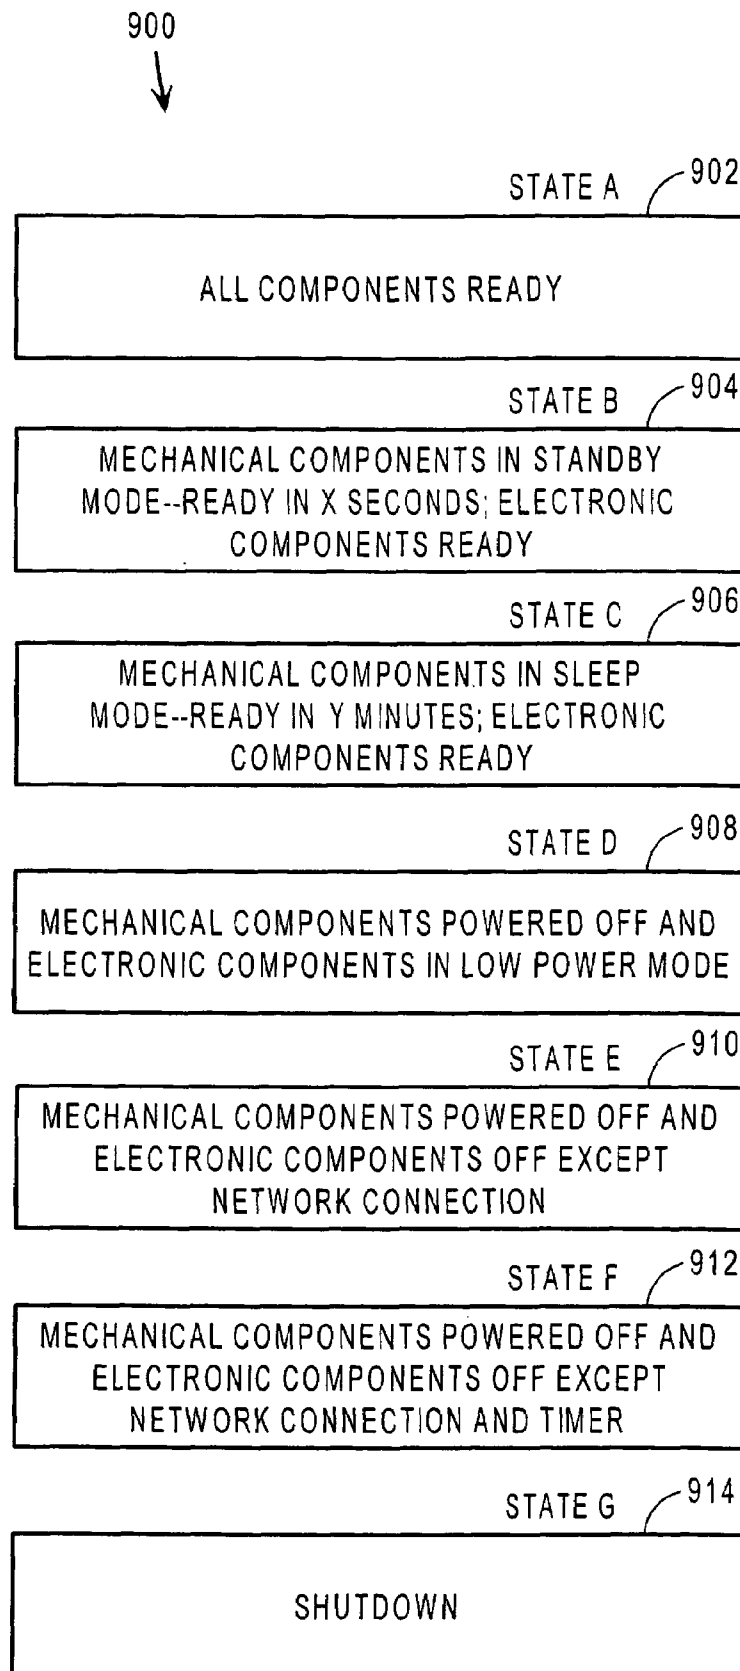 900
STATE A 902
ALL COMPONENTS READY
STATE B 904
MECHANICAL COMPONENTS IN STANDBY
MODE--READY IN X SECONDS; ELECTRONIC
COMPONENTS READY
STATE C 906
MECHANICAL COMPONENTS IN SLEEP
MODE--READY IN Y MINUTES; ELECTRONIC
COMPONENTS READY
STATE D 908
MECHANICAL COMPONENTS POWERED OFF AND
ELECTRONIC COMPONENTS IN LOW POWER MODE
STATE E 910
MECHANICAL COMPONENTS POWERED OFF AND
ELECTRONIC COMPONENTS OFF EXCEPT
NETWORK CONNECTION
STATE F 912
MECHANICAL COMPONENTS POWERED OFF AND
ELECTRONIC COMPONENTS OFF EXCEPT
NETWORK CONNECTION AND TIMER
STATE G 914
SHUTDOWN